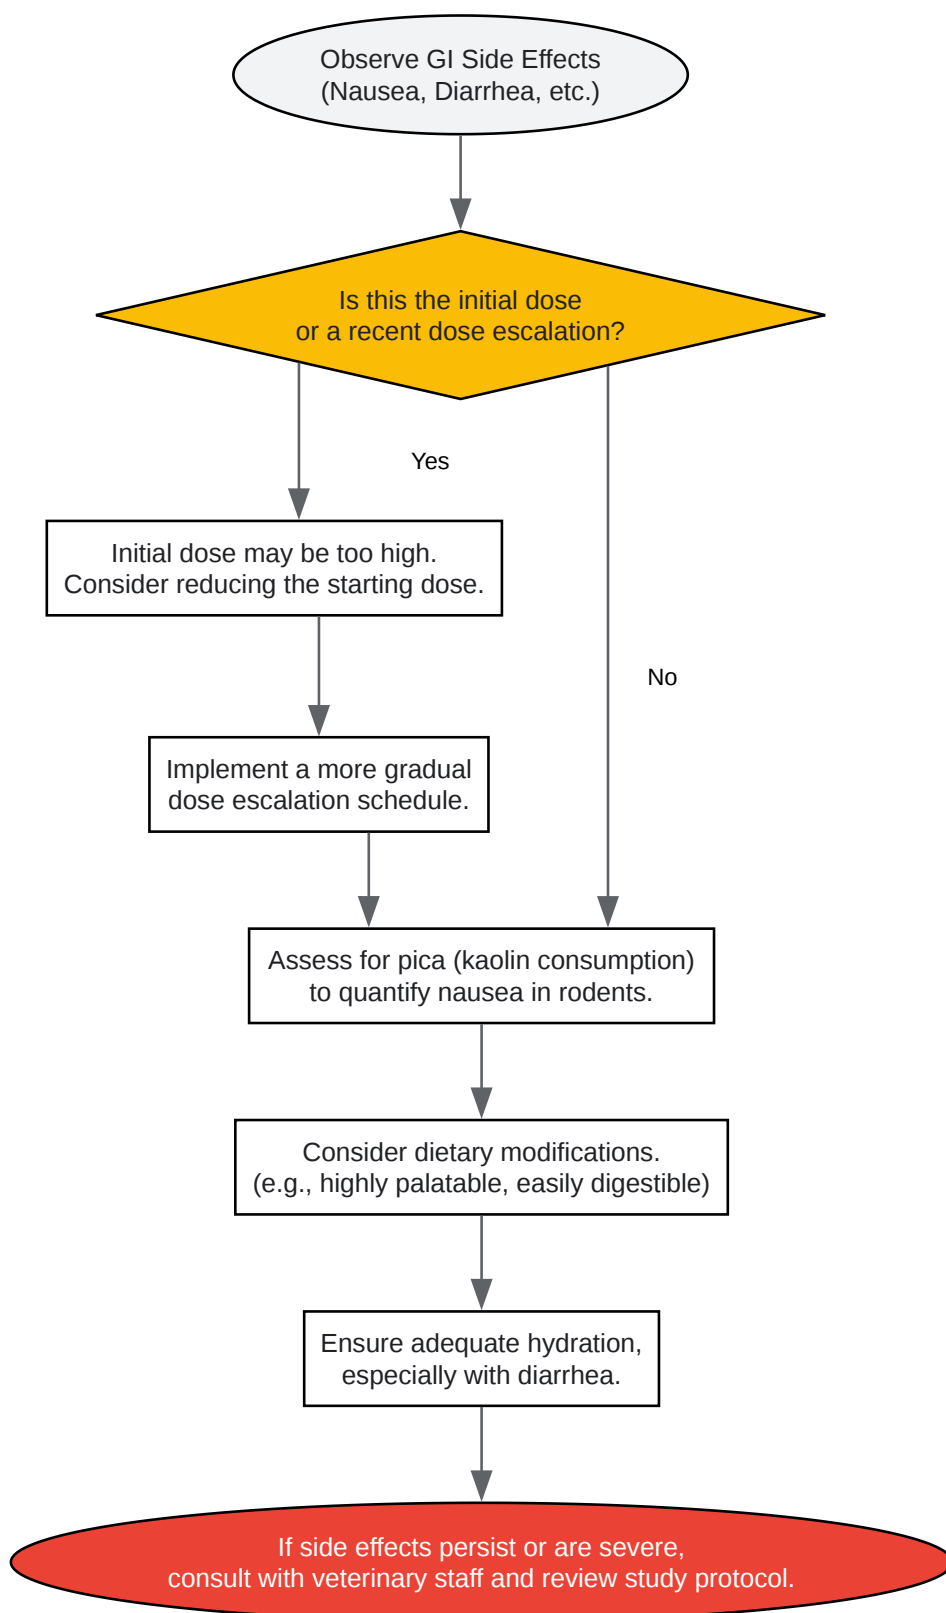 Observe GI Side Effects
(Nausea, Diarrhea, etc.)
Is this the initial dose
or a recent dose escalation?
Yes
Initial dose may be too high.
Consider reducing the starting dose.
No
Implement a more gradual
dose escalation schedule.
Assess for pica (kaolin consumption)
to quantify nausea in rodents.
Consider dietary modifications.
(e.g., highly palatable, easily digestible)
Ensure adequate hydration,
especially with diarrhea.
If side effects persist or are severe,
consult with veterinary staff and review study protocol.